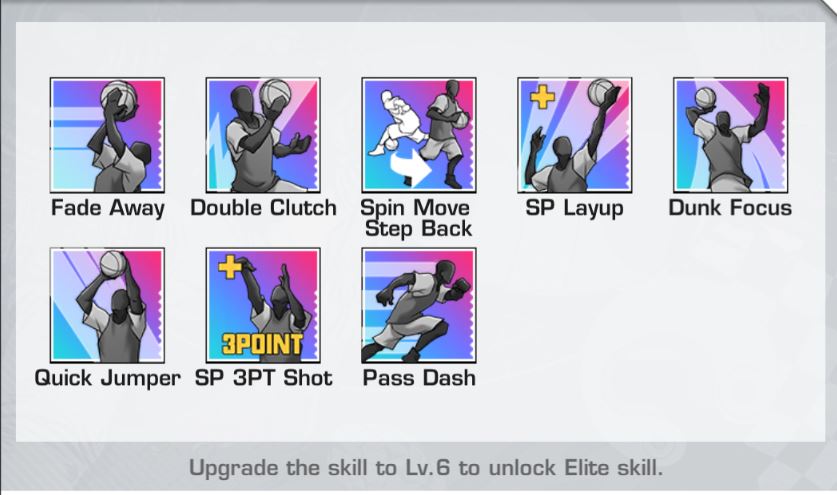 Fade Away
Double Clutch
Spin Move
Step Back
SP Layup
Dunk Focus
Quick Jumper
3POINT
SP 3PT Shot
Pass Dash
Upgrade the skill to Lv.6 to unlock Elite skill.